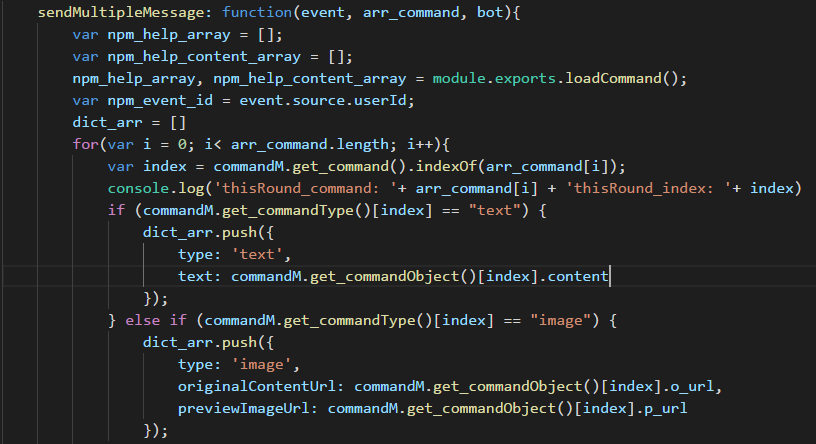 sendMultipleMessage: function(event, arr_command, bot){
var npm_help_array = [];
var npm_help_content_array = [];
npm_help_array, npm_help_content_array = module.exports.loadCommand();
var npm_event_id = event.source.userId;
dict_arr = []
for(var i = 0; i< arr_command.length; i++){
var index = commandM.get_command().indexOf(arr_command[i]);
console.log('thisRound_command: '+ arr_command[i] + 'thisRound_index: '+ index)
if (commandM.get_commandType()[index] == "text") {
dict_arr.push({
type: 'text',
text: commandM.get_commandObject()[index].content
});
} else if (commandM.get_commandType()[index] == "image") {
dict_arr.push({
type: 'image',
originalContentUrl: commandM.get_commandObject()[index].o_url,
previewImageUrl: commandM.get_commandObject()[index].p_url
});